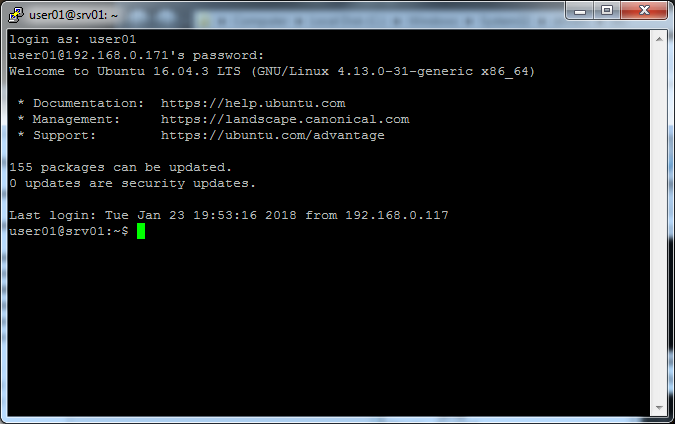 user01@srv01: ~
login as: user01
user01@192.168.0.171's password:
Welcome to Ubuntu 16.04.3 LTS (GNU/Linux 4.13.0-31-generic x86_64)
* Documentation:  https://help.ubuntu.com
* Management:     https://landscape.canonical.com
* Support:        https://ubuntu.com/advantage
155 packages can be updated.
0 updates are security updates.
Last login: Tue Jan 23 19:53:16 2018 from 192.168.0.117
user01@srv01:~$